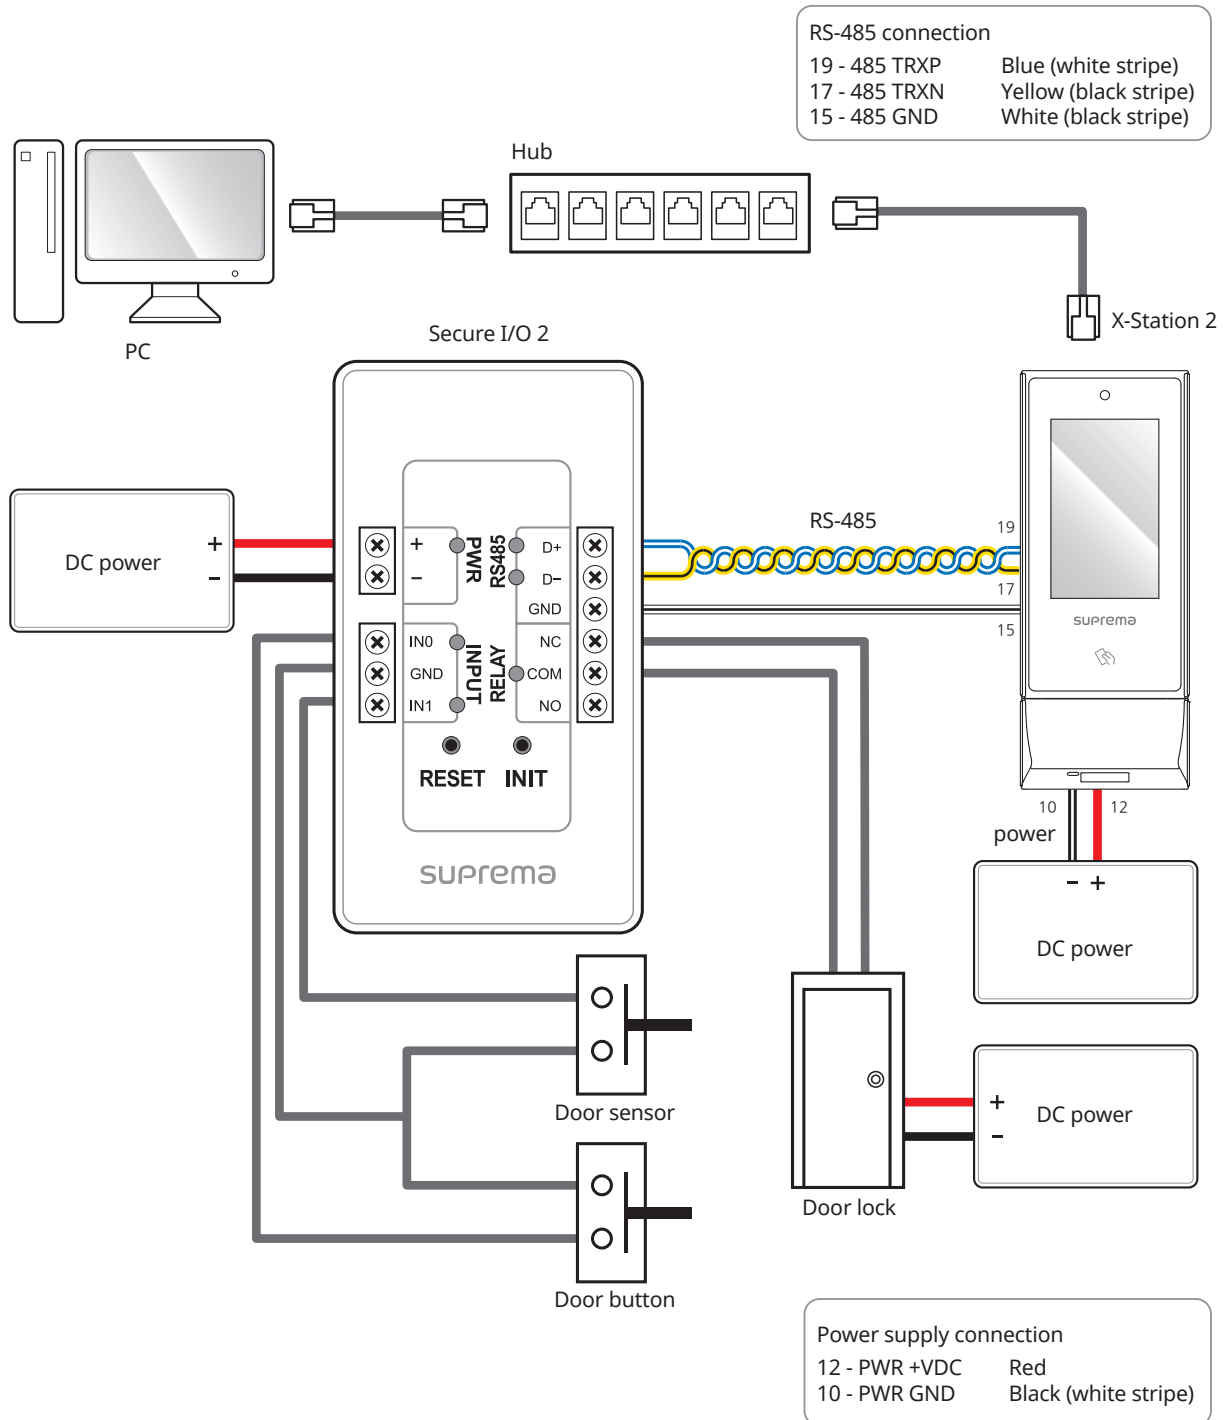 RS-485 connection
19 - 485 TRXP Blue (white stripe)
17 - 485 TRXN Yellow (black stripe)
15 - 485 GND White (black stripe)
Hub
PC
X-Station 2
Secure I/O 2
DC power
+
−
+
−
PWR
RS485
D+
D−
GND
IN0
GND
IN1
INPUT
RELAY
NC
COM
NO
RESET INIT
suprema
RS-485
19
17
15
suprema
10
12
power
− +
DC power
Door sensor
Door button
Door lock
+
−
DC power
Power supply connection
12 - PWR +VDC Red
10 - PWR GND Black (white stripe)